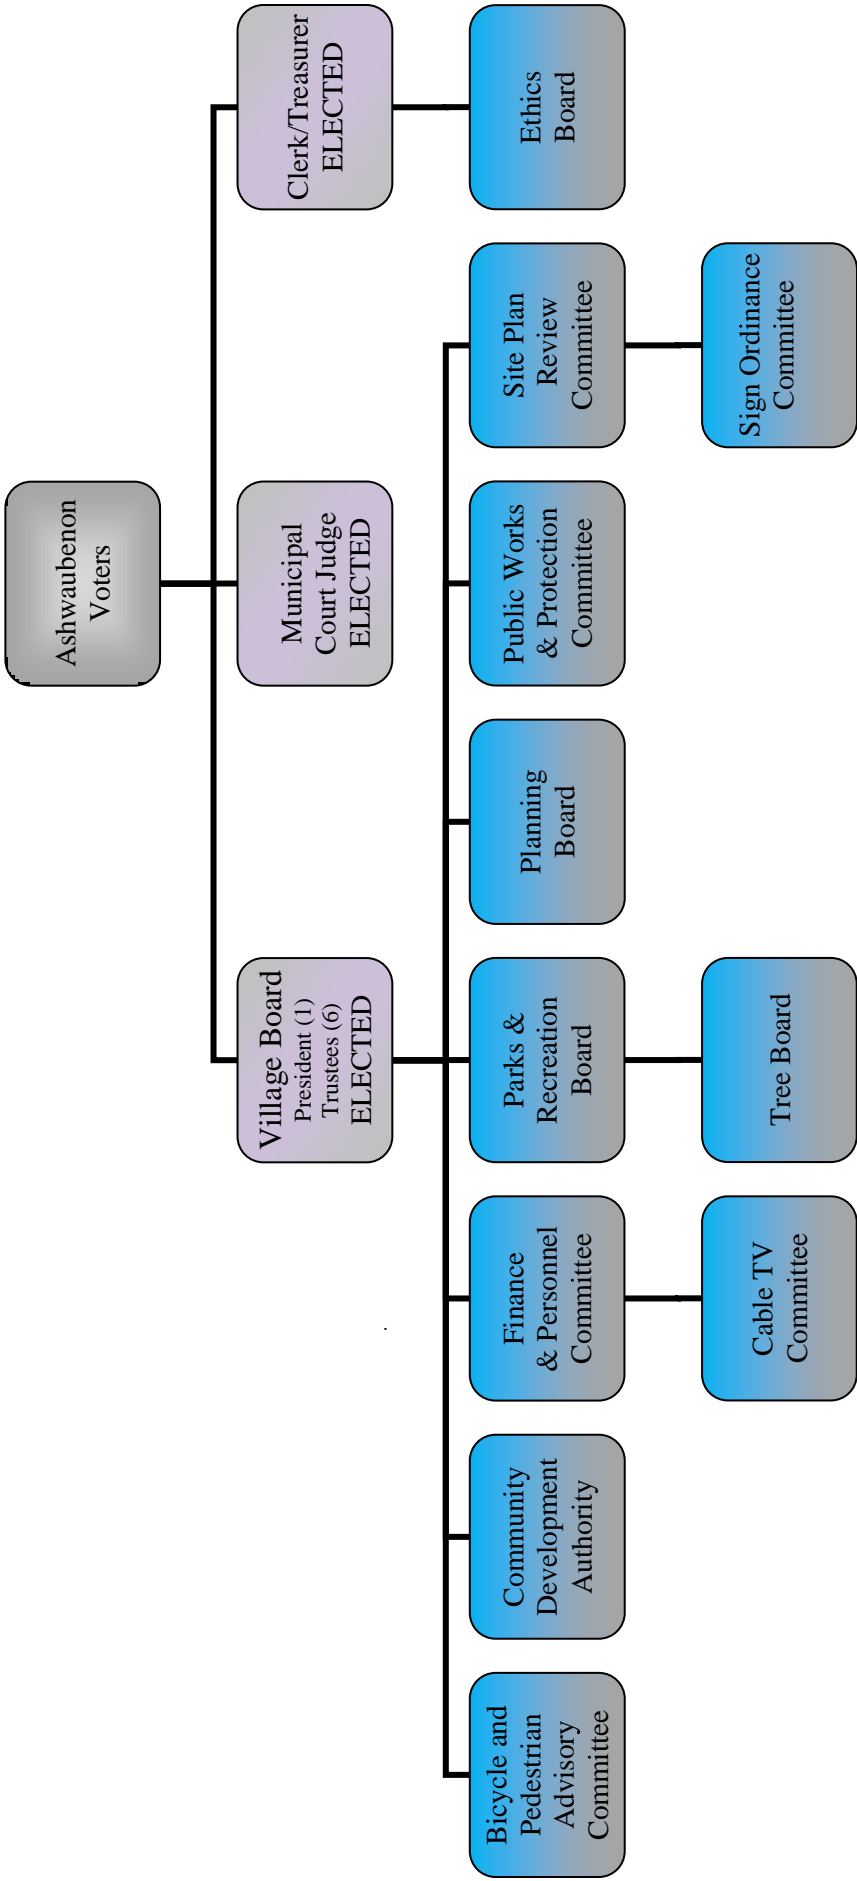 Ashwaubenon
Voters
Village Board
President (1)
Trustees (6)
ELECTED
Municipal
Court Judge
ELECTED
Clerk/Treasurer
ELECTED
Bicycle and
Pedestrian
Advisory
Committee
Community
Development
Authority
Finance
& Personnel
Committee
Parks &
Recreation
Board
Planning
Board
Public Works
& Protection
Committee
Site Plan
Review
Committee
Ethics
Board
Cable TV
Committee
Tree Board
Sign Ordinance
Committee